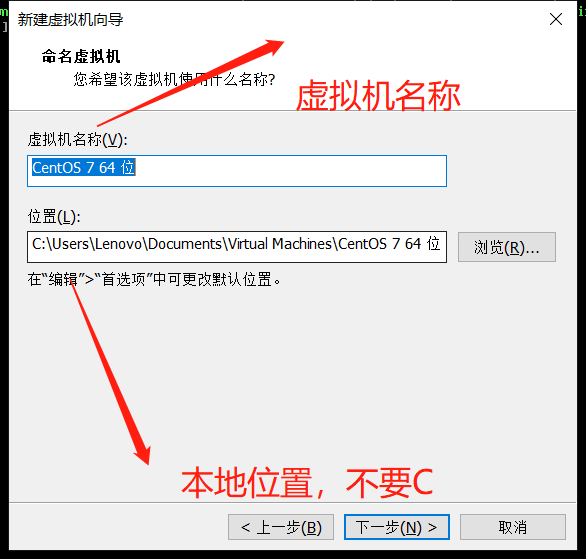 新建虚拟机向导
命名虚拟机
您希望该虚拟机使用什么名称?
虚拟机名称
虚拟机名称(V):
CentOS 7 64 位
位置(L):
C:\Users\Lenovo\Documents\Virtual Machines\CentOS 7 64 位
浏览(R)...
在“编辑”>“首选项”中可更改默认位置。
本地位置，不要C
< 上一步(B)
下一步(N) >
取消